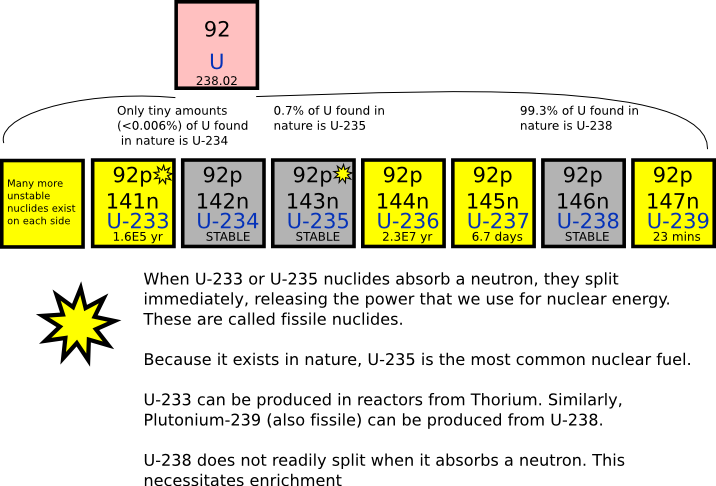 92
U
238.02
Only tiny amounts
(<0.006%) of U found
in nature is U-234
0.7% of U found in
nature is U-235
99.3% of U found in
nature is U-238
Many more
unstable
nuclides exist
on each side
92p
141n
U-233
1.6E5 yr
92p
142n
U-234
STABLE
92p
143n
U-235
STABLE
92p
144n
U-236
2.3E7 yr
92p
145n
U-237
6.7 days
92p
146n
U-238
STABLE
92p
147n
U-239
23 mins
When U-233 or U-235 nuclides absorb a neutron, they split
immediately, releasing the power that we use for nuclear energy.
These are called fissile nuclides.
Because it exists in nature, U-235 is the most common nuclear fuel.
U-233 can be produced in reactors from Thorium. Similarly,
Plutonium-239 (also fissile) can be produced from U-238.
U-238 does not readily split when it absorbs a neutron. This
necessitates enrichment